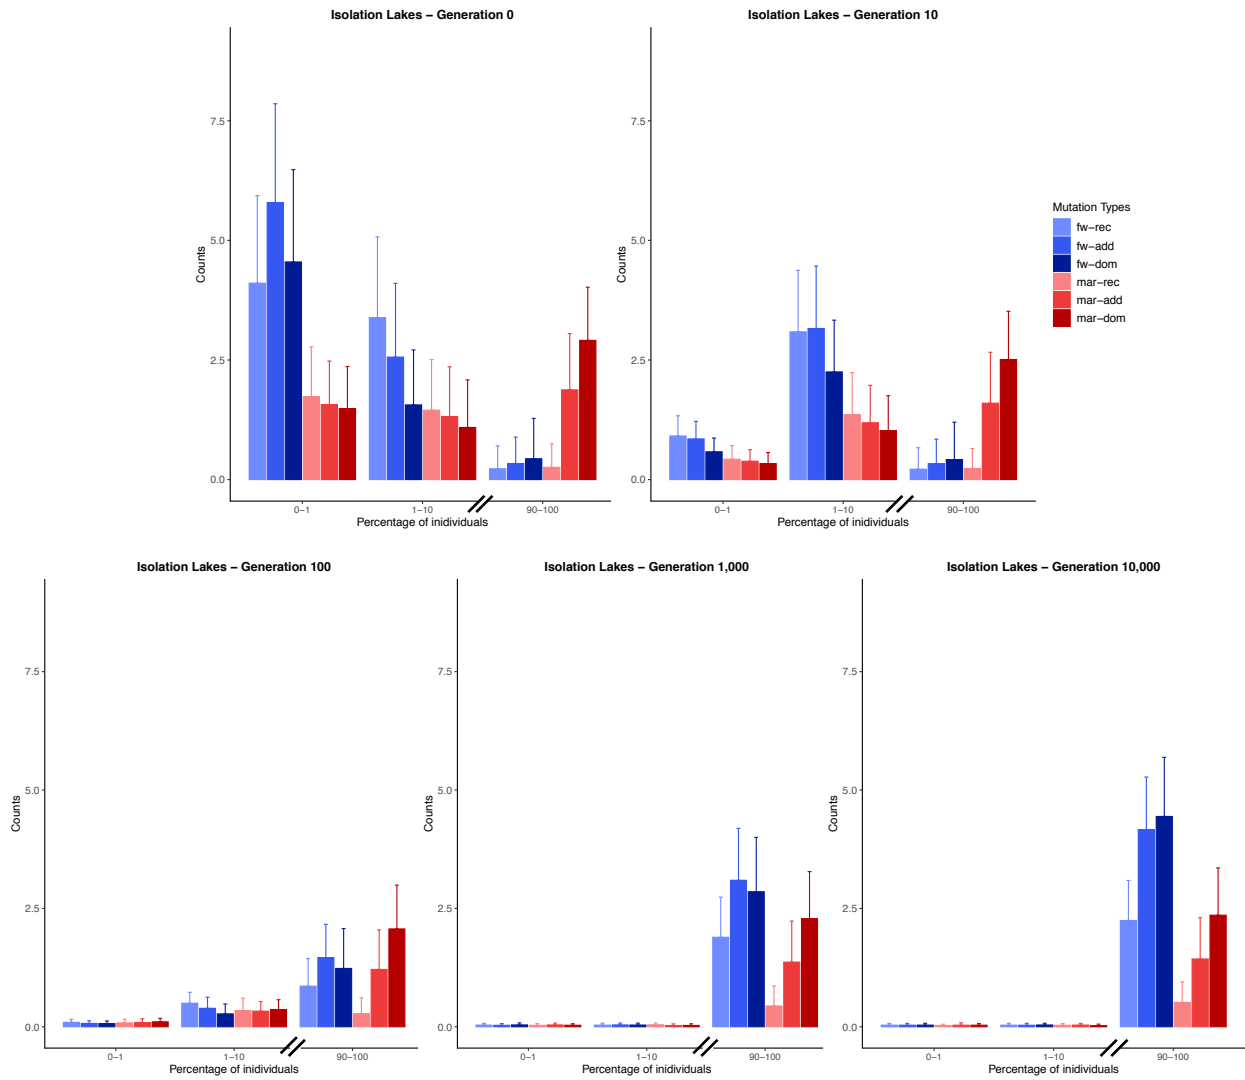 Isolation Lakes – Generation 0
Counts
7.5
5.0
2.5
0.0
0–1
1–10
90–100
Percentage of inidividuals
Isolation Lakes – Generation 10
Counts
7.5
5.0
2.5
0.0
0–1
1–10
90–100
Percentage of inidividuals
Mutation Types
fw–rec
fw–add
fw–dom
mar–rec
mar–add
mar–dom
Isolation Lakes – Generation 100
Counts
7.5
5.0
2.5
0.0
0–1
1–10
90–100
Percentage of inidividuals
Isolation Lakes – Generation 1,000
Counts
7.5
5.0
2.5
0.0
0–1
1–10
90–100
Percentage of inidividuals
Isolation Lakes – Generation 10,000
Counts
7.5
5.0
2.5
0.0
0–1
1–10
90–100
Percentage of inidividuals